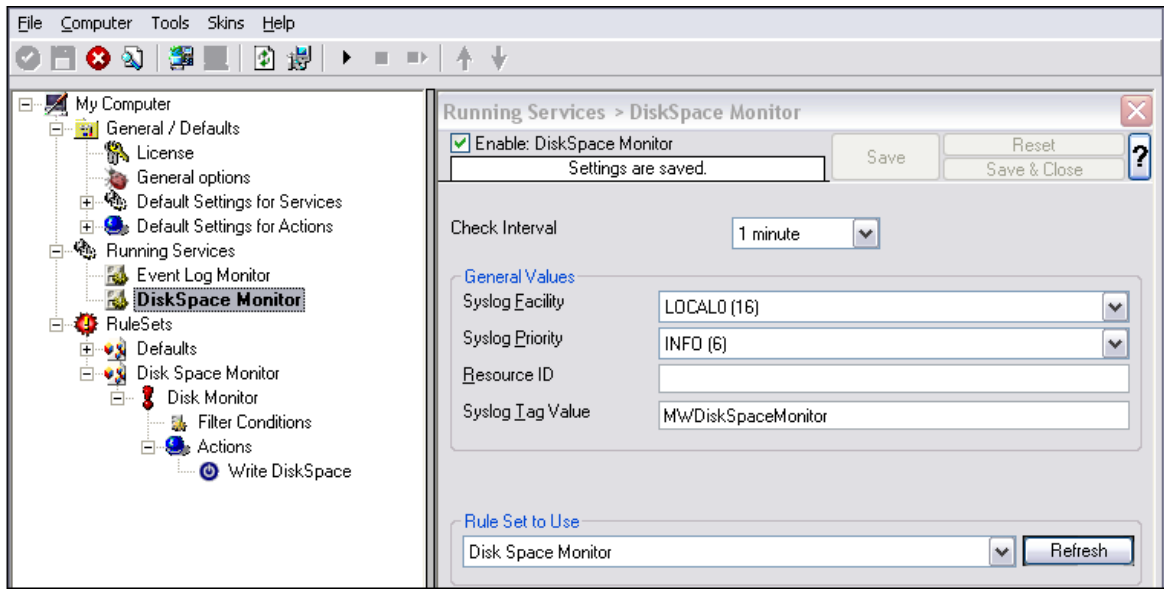 File Computer Tools Skins Help
My Computer
General / Defaults
License
General options
Default Settings for Services
Default Settings for Actions
Running Services
Event Log Monitor
DiskSpace Monitor
RuleSets
Defaults
Disk Space Monitor
Disk Monitor
Filter Conditions
Actions
Write DiskSpace
Running Services > DiskSpace Monitor
Enable: DiskSpace Monitor
Settings are saved.
Save
Reset
Save & Close
?
Check Interval
1 minute
General Values
Syslog Facility
LOCAL0 (16)
Syslog Priority
INFO (6)
Resource ID
Syslog Tag Value
MWDiskSpaceMonitor
Rule Set to Use
Disk Space Monitor
Refresh